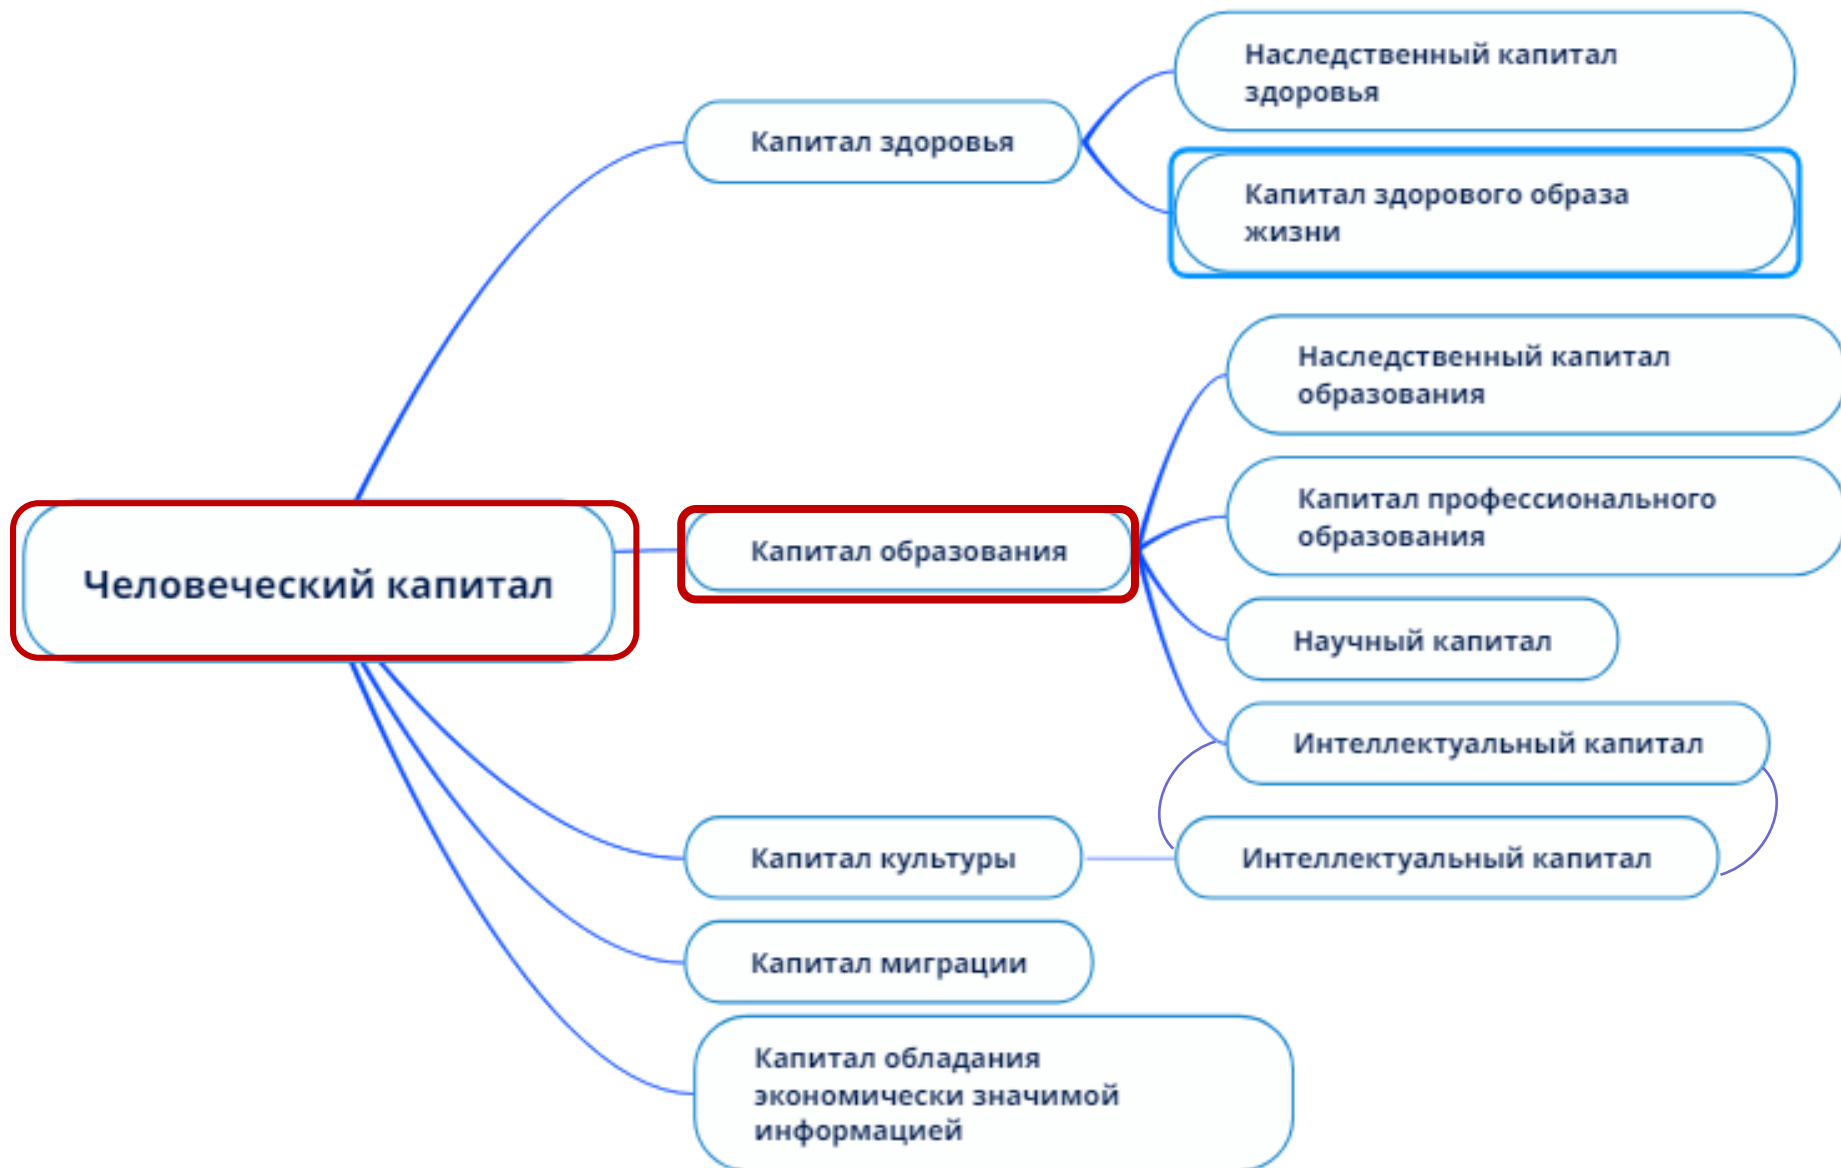 Наследственный капитал
здоровья
Капитал здоровья
Капитал здорового образа
жизни
Наследственный капитал
образования
Капитал профессионального
образования
Человеческий капитал
Капитал образования
Научный капитал
Интеллектуальный капитал
Капитал культуры
Интеллектуальный капитал
Капитал миграции
Капитал обладания
экономически значимой
информацией